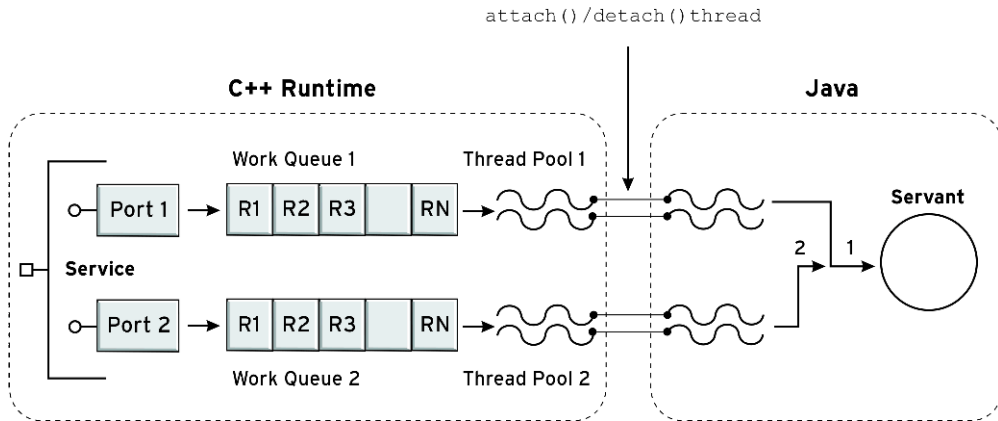 attach()/detach()thread
C++ Runtime
Java
Work Queue 1
Thread Pool 1
Port 1
R1 R2 R3 RN
Servant
2
1
Service
Port 2
R1 R2 R3 RN
Work Queue 2
Thread Pool 2